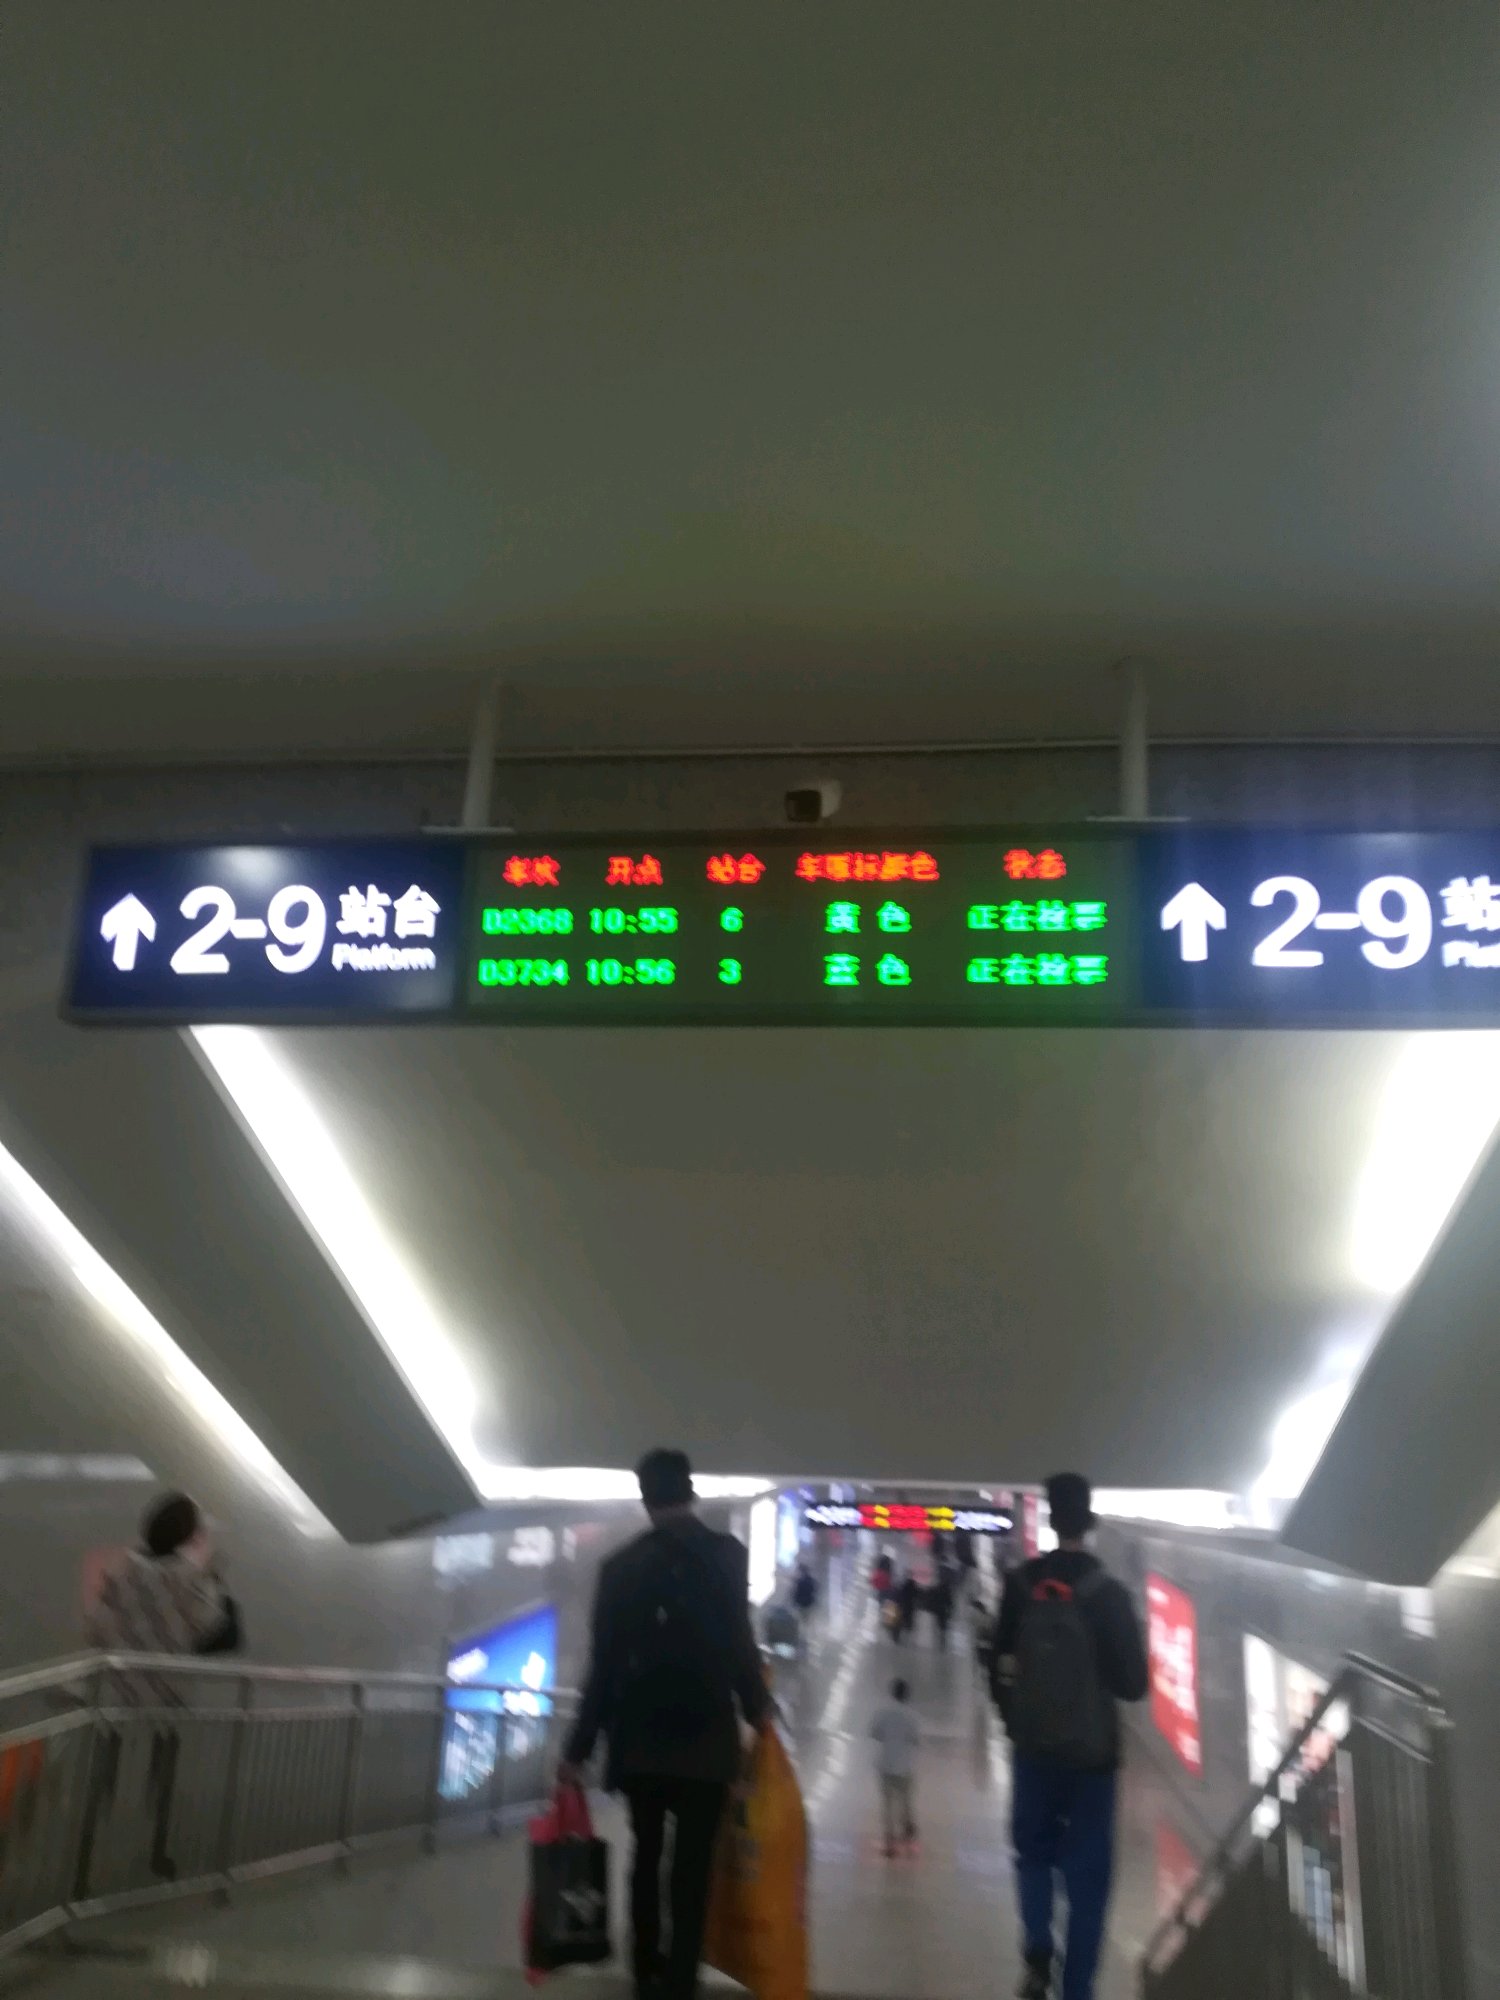 2-9 站台
Platform
车次 开点 站台 车厢标颜色 状态
D2368 10:55 6 黄色 正在检票
D3734 10:56 3 蓝色 正在检票
2-9 站